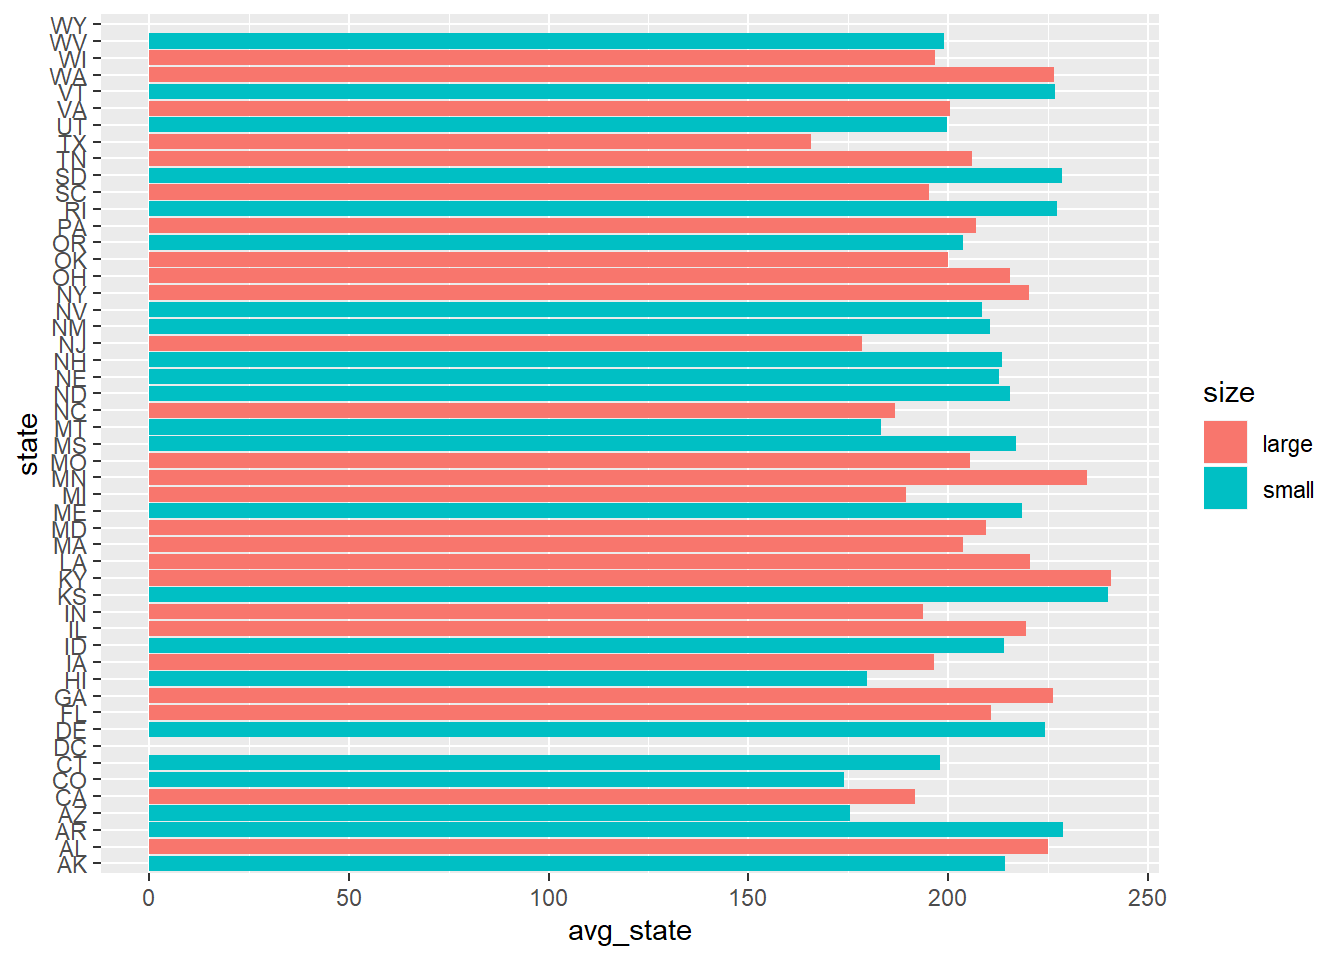 WY
WV
WI
WA
VT
VA
UT
TX
TN
SD
SC
RI
PA
OR
OK
OH
NY
NV
NM
NJ
NH
NE
ND
NC
MT
MS
MO
MN
MI
ME
MD
MA
LA
KY
KS
IN
IL
ID
IA
HI
GA
FL
DE
DC
CT
CO
CA
AZ
AR
AL
AK
state
0 50 100 150 200 250
avg_state
size
large
small